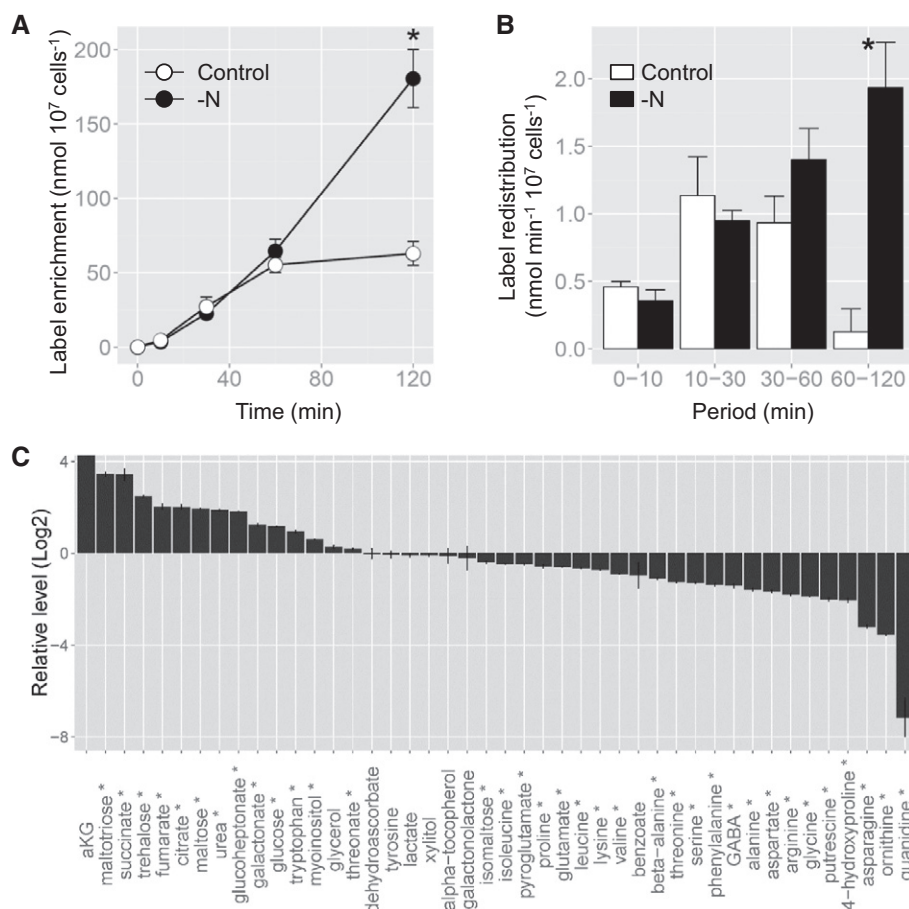 A
Label enrichment (nmol 10⁷ cells⁻¹)
200
150
100
50
0
0
40
80
120
Time (min)
Control
-N
*
B
Label redistribution
(nmol min⁻¹ 10⁷ cells⁻¹)
2.0
1.5
1.0
0.5
0.0
0−10
10−30
30−60
60−120
Period (min)
Control
-N
*
C
Relative level (Log2)
4
0
−4
−8
aKG
maltotriose *
succinate *
trehalose *
fumarate *
citrate *
maltose *
urea *
glucoheptonate *
galactonate *
glucose *
tryptophan *
myoinositol *
glycerol
threonate *
dehydroascorbate
tyrosine
lactate
xylitol
alpha-tocopherol
galactonolactone
isomaltose *
isoleucine *
pyroglutamate *
proline *
glutamate *
leucine *
lysine *
valine *
benzoate
beta-alanine *
threonine *
serine *
phenylalanine *
GABA *
alanine *
aspartate *
arginine *
glycine *
putrescine *
4-hydroxyproline *
asparagine *
ornithine *
guanidine *